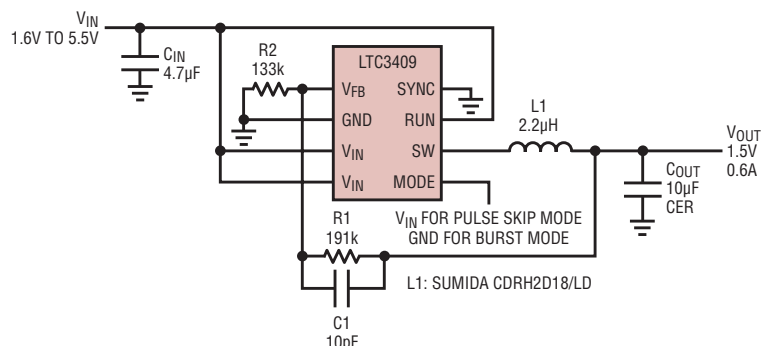 VIN
1.6V TO 5.5V
CIN
4.7µF
R2
133k
LTC3409
VFB
SYNC
GND
RUN
VIN
SW
VIN
MODE
L1
2.2µH
VOUT
1.5V
0.6A
COUT
10µF
CER
VIN FOR PULSE SKIP MODE
GND FOR BURST MODE
R1
191k
L1: SUMIDA CDRH2D18/LD
C1
10pF